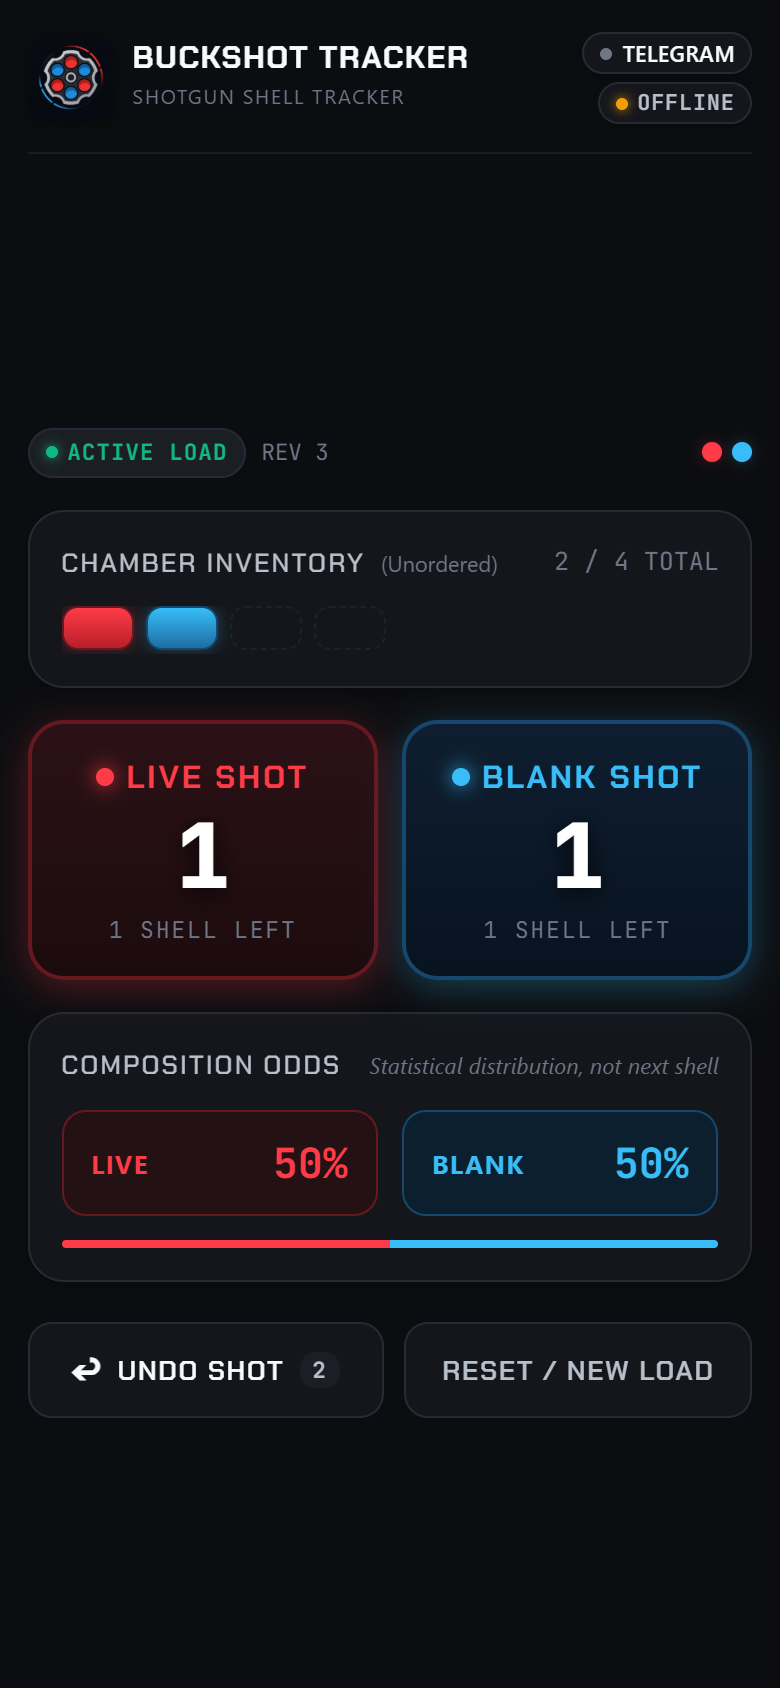 BUCKSHOT TRACKER
SHOTGUN SHELL TRACKER
TELEGRAM
OFFLINE
ACTIVE LOAD REV 3
CHAMBER INVENTORY (Unordered) 2 / 4 TOTAL
LIVE SHOT
1
1 SHELL LEFT
BLANK SHOT
1
1 SHELL LEFT
COMPOSITION ODDS Statistical distribution, not next shell
LIVE 50%
BLANK 50%
UNDO SHOT 2
RESET / NEW LOAD